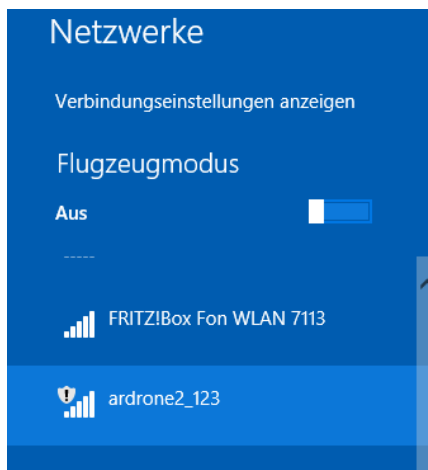 Netzwerke
Verbindungseinstellungen anzeigen
Flugzeugmodus
Aus
-----
FRITZ!Box Fon WLAN 7113
ardrone2_123